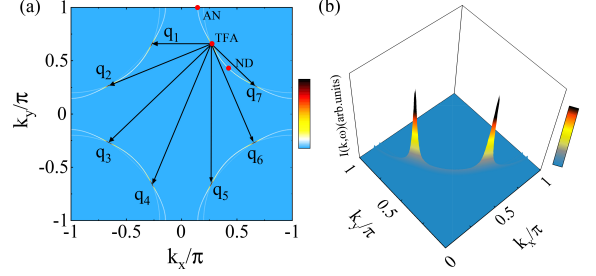 (a)
AN
TFA
ND
q1
q2
q3
q4
q5
q6
q7
1
0.5
0
-0.5
-1
ky/π
-1
-0.5
0
0.5
-1
kx/π
(b)
I(k,ω)(arb.units)
1
0.5
0
0.5
1
ky/π
kx/π